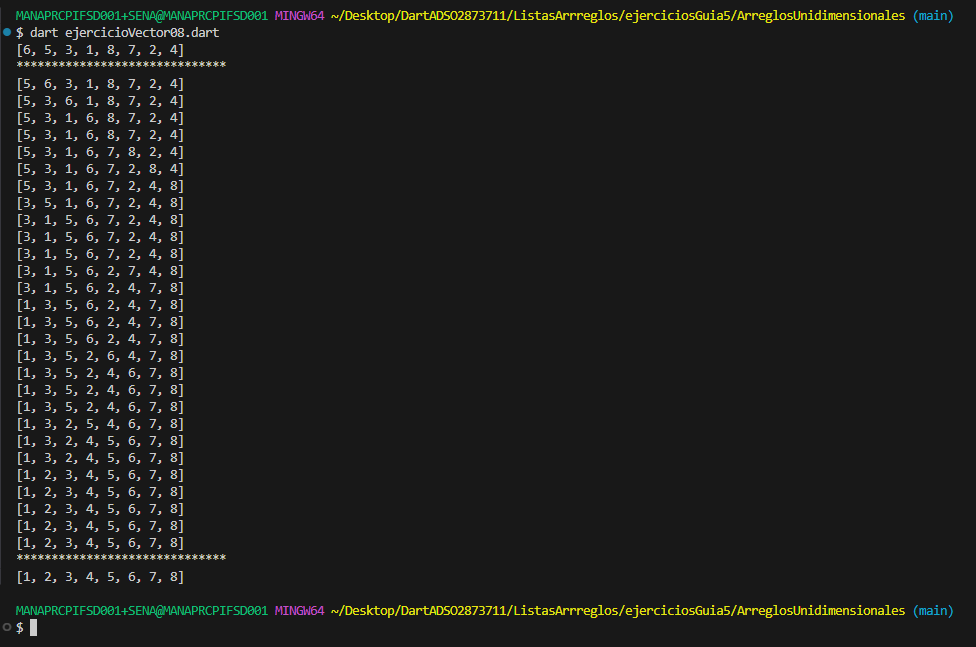 MANAPRCPIFSD001+SENA@MANAPRCPIFSD001 MINGW64 ~/Desktop/DartADSO2873711/ListasArrreglos/ejerciciosGuia5/ArreglosUnidimensionales (main)
$ dart ejercicioVector08.dart
[6, 5, 3, 1, 8, 7, 2, 4]
******************************
[5, 6, 3, 1, 8, 7, 2, 4]
[5, 3, 6, 1, 8, 7, 2, 4]
[5, 3, 1, 6, 8, 7, 2, 4]
[5, 3, 1, 6, 8, 7, 2, 4]
[5, 3, 1, 6, 7, 8, 2, 4]
[5, 3, 1, 6, 7, 2, 8, 4]
[5, 3, 1, 6, 7, 2, 4, 8]
[3, 5, 1, 6, 7, 2, 4, 8]
[3, 1, 5, 6, 7, 2, 4, 8]
[3, 1, 5, 6, 7, 2, 4, 8]
[3, 1, 5, 6, 7, 2, 4, 8]
[3, 1, 5, 6, 2, 7, 4, 8]
[3, 1, 5, 6, 2, 4, 7, 8]
[1, 3, 5, 6, 2, 4, 7, 8]
[1, 3, 5, 6, 2, 4, 7, 8]
[1, 3, 5, 6, 2, 4, 7, 8]
[1, 3, 5, 2, 6, 4, 7, 8]
[1, 3, 5, 2, 4, 6, 7, 8]
[1, 3, 5, 2, 4, 6, 7, 8]
[1, 3, 5, 2, 4, 6, 7, 8]
[1, 3, 2, 5, 4, 6, 7, 8]
[1, 3, 2, 4, 5, 6, 7, 8]
[1, 3, 2, 4, 5, 6, 7, 8]
[1, 2, 3, 4, 5, 6, 7, 8]
[1, 2, 3, 4, 5, 6, 7, 8]
[1, 2, 3, 4, 5, 6, 7, 8]
[1, 2, 3, 4, 5, 6, 7, 8]
[1, 2, 3, 4, 5, 6, 7, 8]
******************************
[1, 2, 3, 4, 5, 6, 7, 8]
MANAPRCPIFSD001+SENA@MANAPRCPIFSD001 MINGW64 ~/Desktop/DartADSO2873711/ListasArrreglos/ejerciciosGuia5/ArreglosUnidimensionales (main)
$